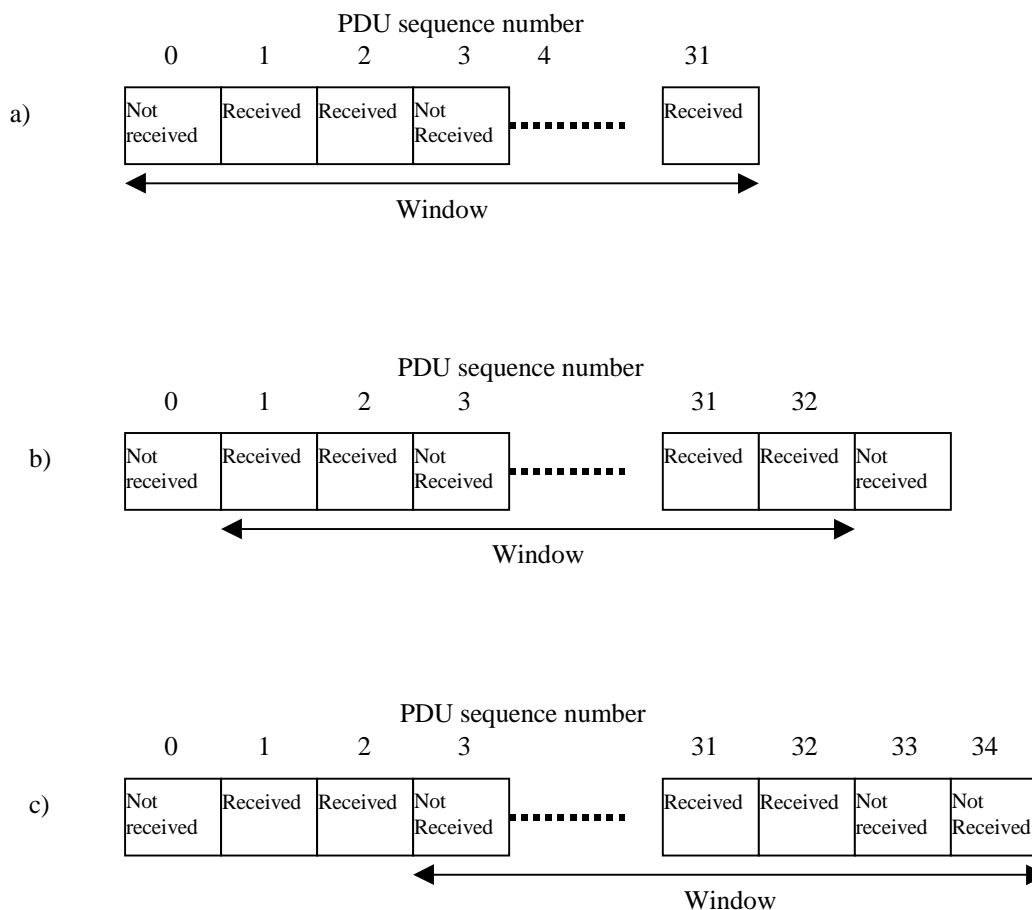 PDU sequence number
0 1 2 3 4 31
a)
Not received
Received
Received
Not Received
Received
Window
PDU sequence number
0 1 2 3 31 32
b)
Not received
Received
Received
Not Received
Received
Received
Not received
Window
PDU sequence number
0 1 2 3 31 32 33 34
c)
Not received
Received
Received
Not Received
Received
Received
Not received
Not Received
Window